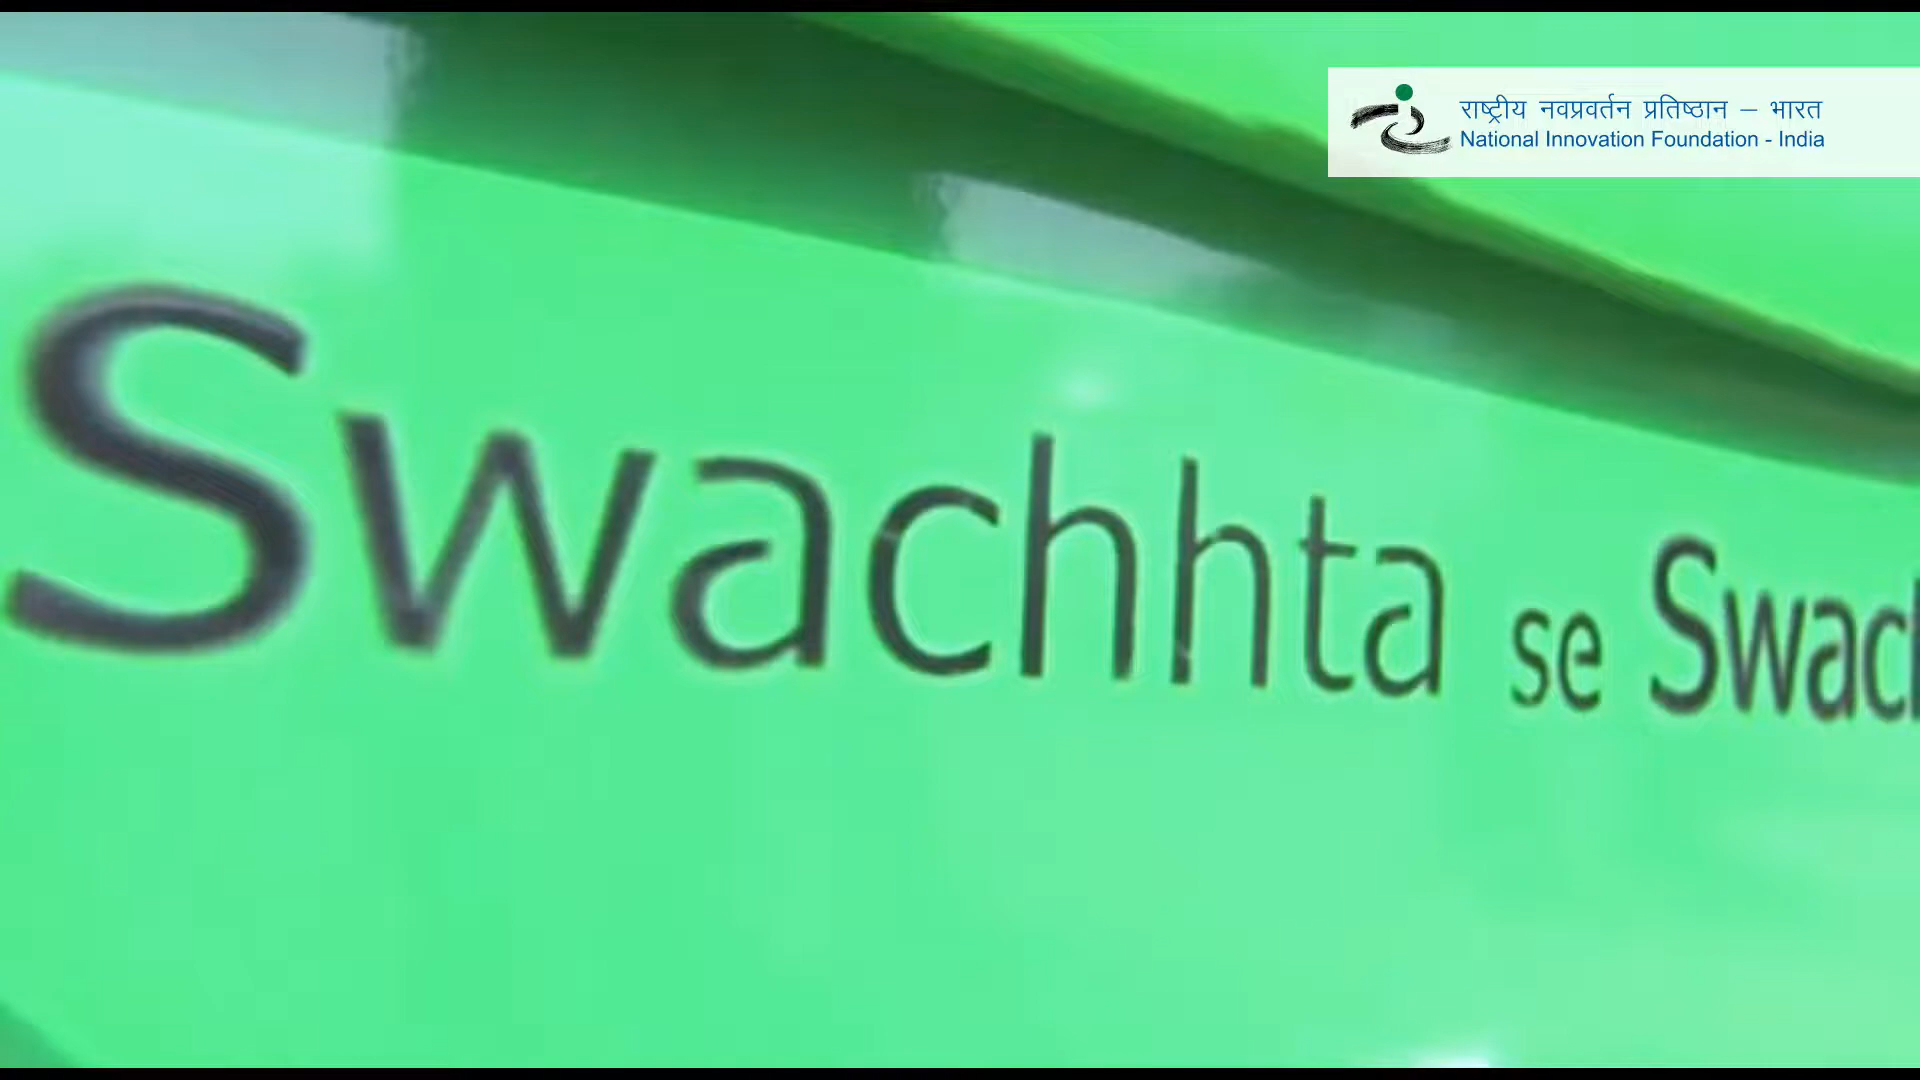 राष्ट्रीय नवप्रवर्तन प्रतिष्ठान – भारत
National Innovation Foundation - India
Swachhta se